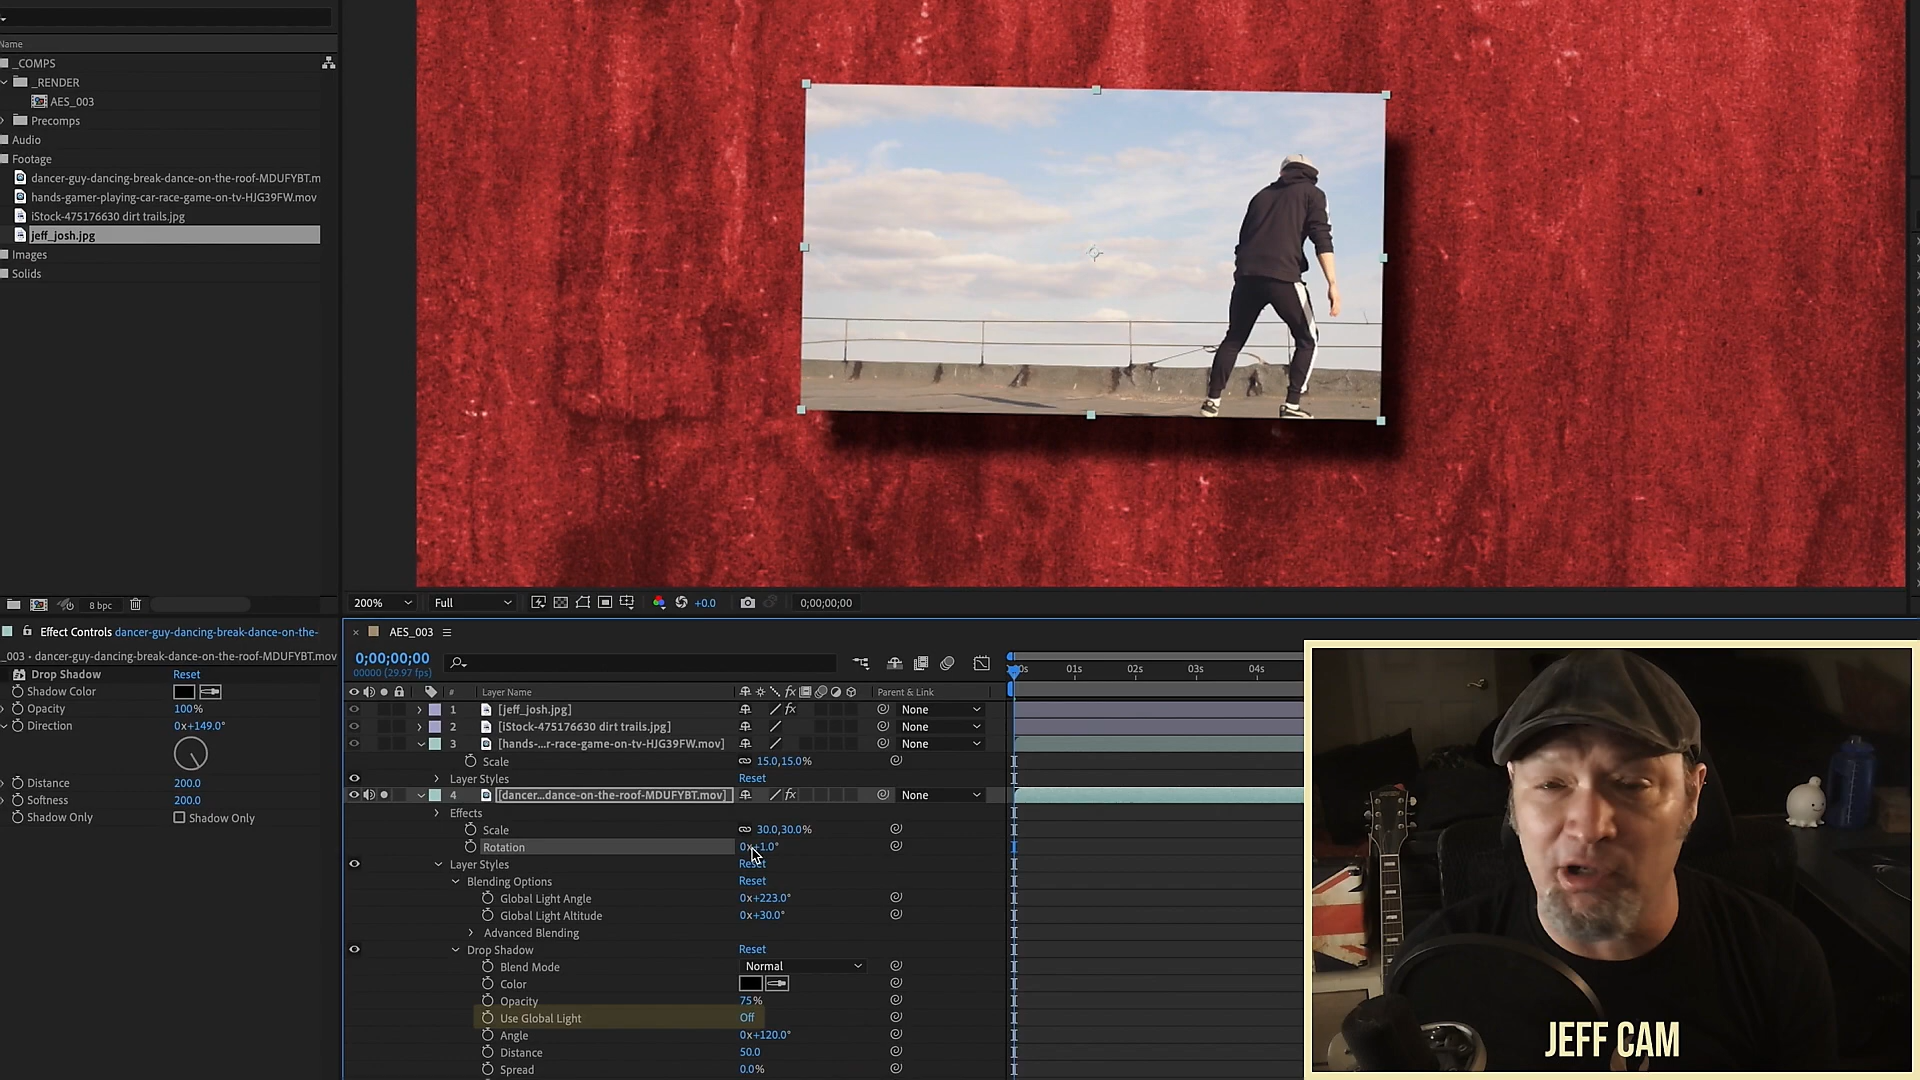 Name
_COMPS
_RENDER
AES_003
Precomps
Audio
Footage
dancer-guy-dancing-break-dance-on-the-roof-MDUFYBT.m
hands-gamer-playing-car-race-game-on-tv-HJG39FW.mov
iStock-475176630 dirt trails.jpg
jeff_josh.jpg
Images
Solids
8 bpc
200%
Full
+0.0
0;00;00;00
Effect Controls dancer-guy-dancing-break-dance-on-the-
_003 • dancer-guy-dancing-break-dance-on-the-roof-MDUFYBT.mov
Drop Shadow Reset
Shadow Color
Opacity 100%
Direction 0x+149.0°
Distance 200.0
Softness 200.0
Shadow Only Shadow Only
AES_003
0;00;00;00
00000 (29.97 fps)
01s 02s 03s 04s
# Layer Name fx Parent & Link
1 [jeff_josh.jpg] fx None
2 [iStock-475176630 dirt trails.jpg] None
3 [hands-...r-race-game-on-tv-HJG39FW.mov] None
Scale 15.0,15.0%
Layer Styles Reset
4 [dancer...dance-on-the-roof-MDUFYBT.mov] fx None
Effects
Scale 30.0,30.0%
Rotation 0x+1.0°
Layer Styles Reset
Blending Options Reset
Global Light Angle 0x+223.0°
Global Light Altitude 0x+30.0°
Advanced Blending
Drop Shadow Reset
Blend Mode Normal
Color
Opacity 75%
Use Global Light Off
Angle 0x+120.0°
Distance 50.0
Spread 0.0%
JEFF CAM